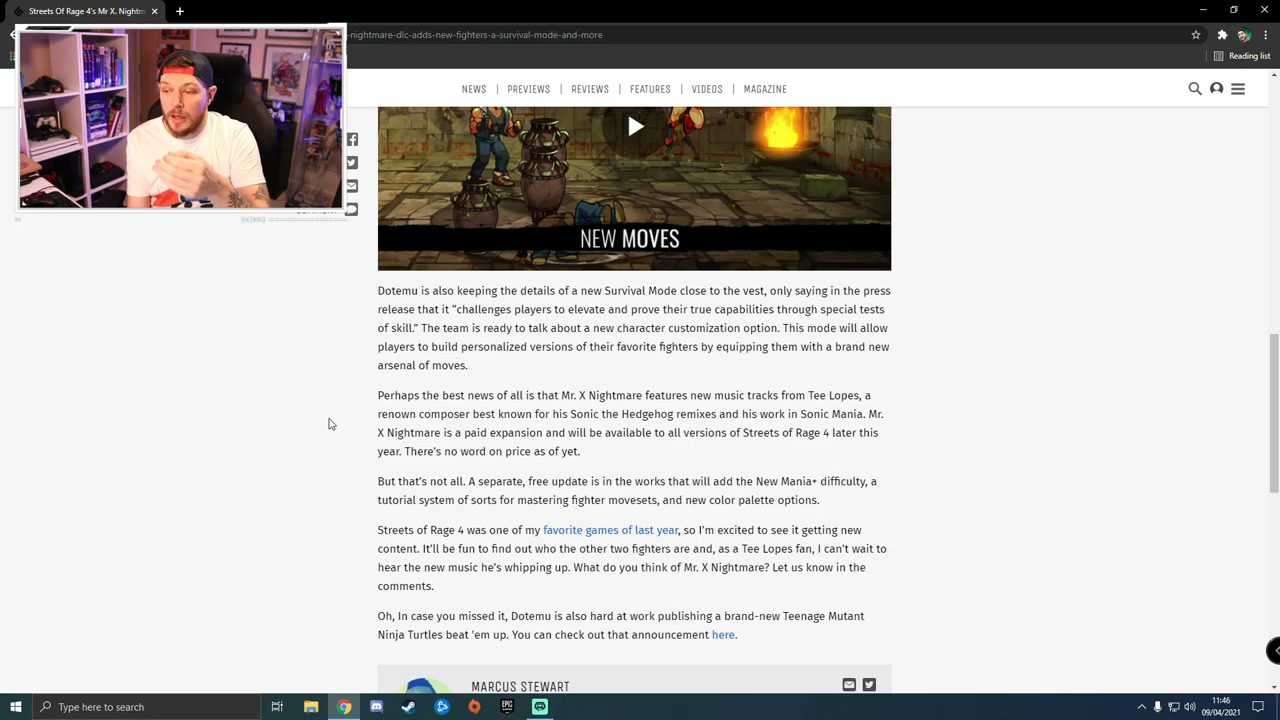 Streets of Rage 4's Mr. X Nightm
nightmare-dlc-adds-new-fighters-a-survival-mode-and-more
Reading
NEWS | PREVIEWS | REVIEWS | FEATURES | VIDEOS | MAGAZINE
NEW MOVES
Dotemu is also keeping the details of a new Survival Mode close to the vest, only saying in the press
release that it “challenges players to elevate and prove their true capabilities through special tests
of skill.” The team is ready to talk about a new character customization option. This mode will allow
players to build personalized versions of their favorite fighters by equipping them with a brand new
arsenal of moves.
Perhaps the best news of all is that Mr. X Nightmare features new music tracks from Tee Lopes, a
renown composer best known for his Sonic the Hedgehog remixes and his work in Sonic Mania. Mr.
X Nightmare is a paid expansion and will be available to all versions of Streets of Rage 4 later this
year. There’s no word on price as of yet.
But that’s not all. A separate, free update is in the works that will add the New Mania+ difficulty, a
tutorial system of sorts for mastering fighter movesets, and new color palette options.
Streets of Rage 4 was one of my favorite games of last year, so I’m excited to see it getting new
content. It’ll be fun to find out who the other two fighters are and, as a Tee Lopes fan, I can’t wait to
hear the new music he’s whipping up. What do you think of Mr. X Nightmare? Let us know in the
comments.
Oh, In case you missed it, Dotemu is also hard at work publishing a brand-new Teenage Mutant
Ninja Turtles beat 'em up. You can check out that announcement here.
MARCUS STEWART
Type here to search
EPIC
11:46
09/04/2021